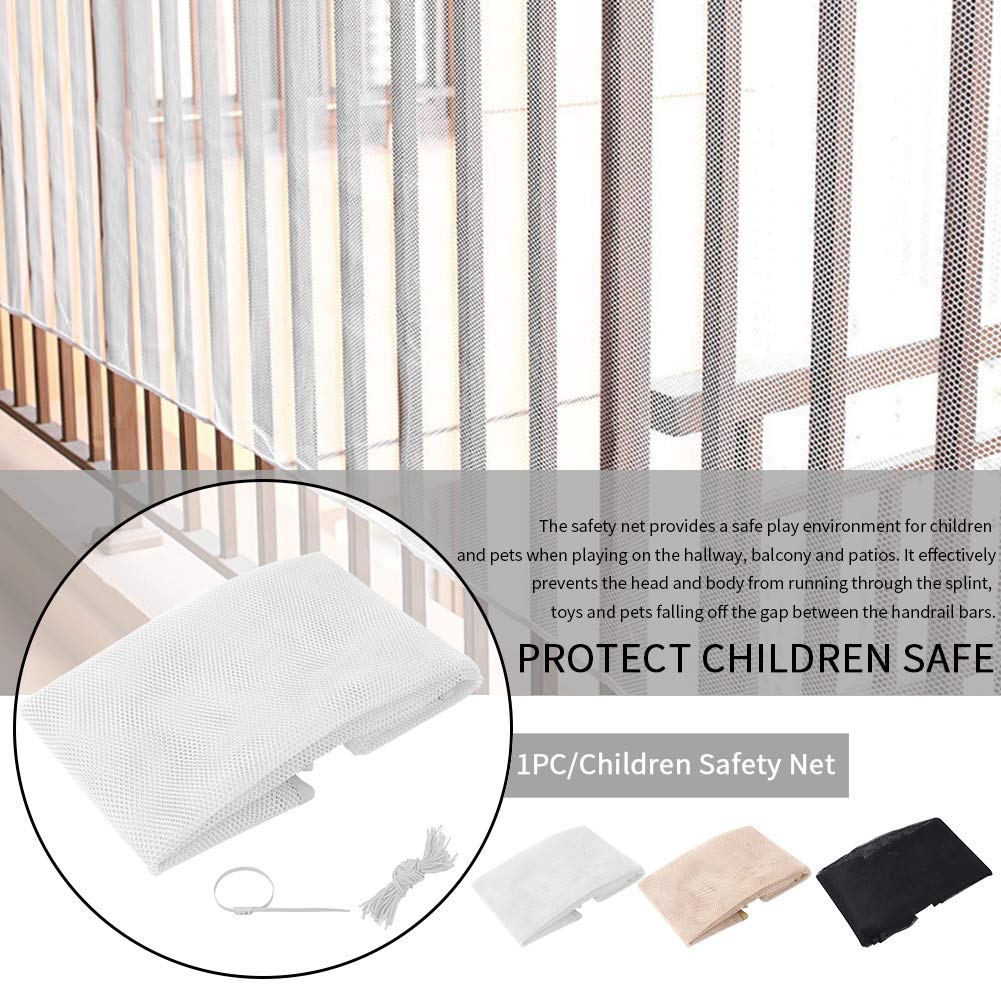 The safety net provides a safe play environment for children
and pets when playing on the hallway, balcony and patios. It effectively
prevents the head and body from running through the splint,
toys and pets falling off the gap between the handrail bars.
PROTECT CHILDREN SAFE
1PC/Children Safety Net